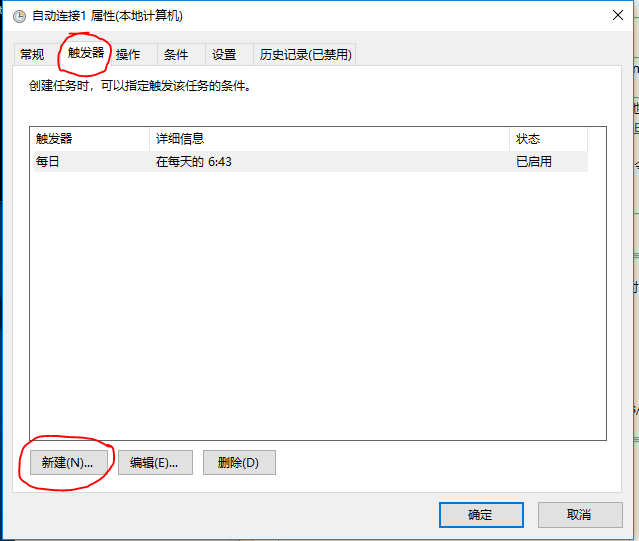 自动连接1 属性(本地计算机)
常规 触发器 操作 条件 设置 历史记录(已禁用)
创建任务时，可以指定触发该任务的条件。
触发器 详细信息 状态
每日 在每天的 6:43 已启用
新建(N)... 编辑(E)... 删除(D)
确定 取消